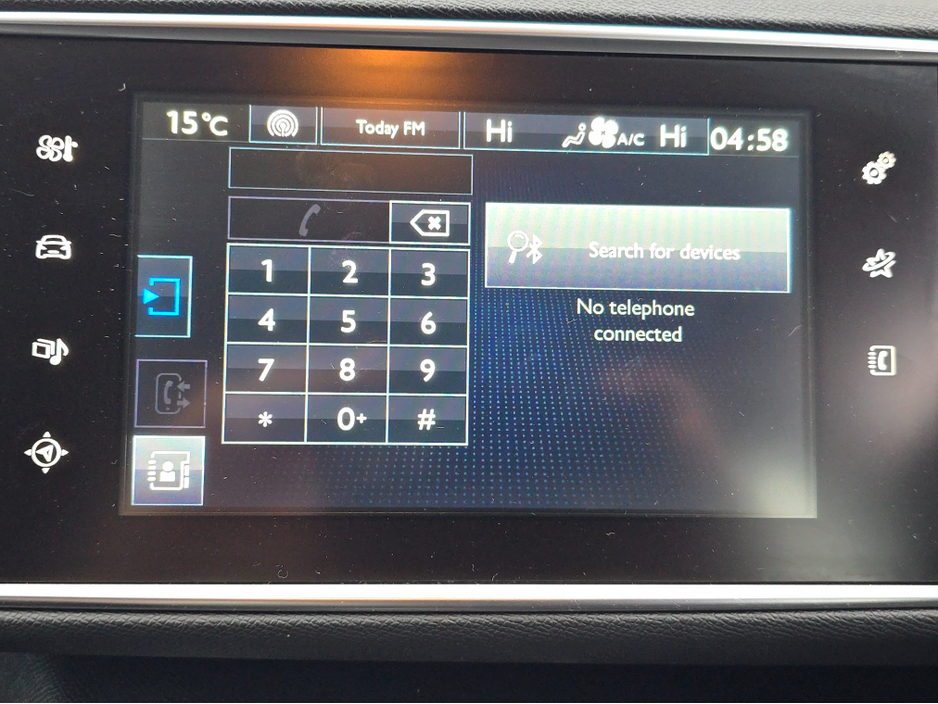 15°C
Today FM
Hi
A/C
Hi
04:58
1 2 3
4 5 6
7 8 9
* 0+ #
Search for devices
No telephone
connected